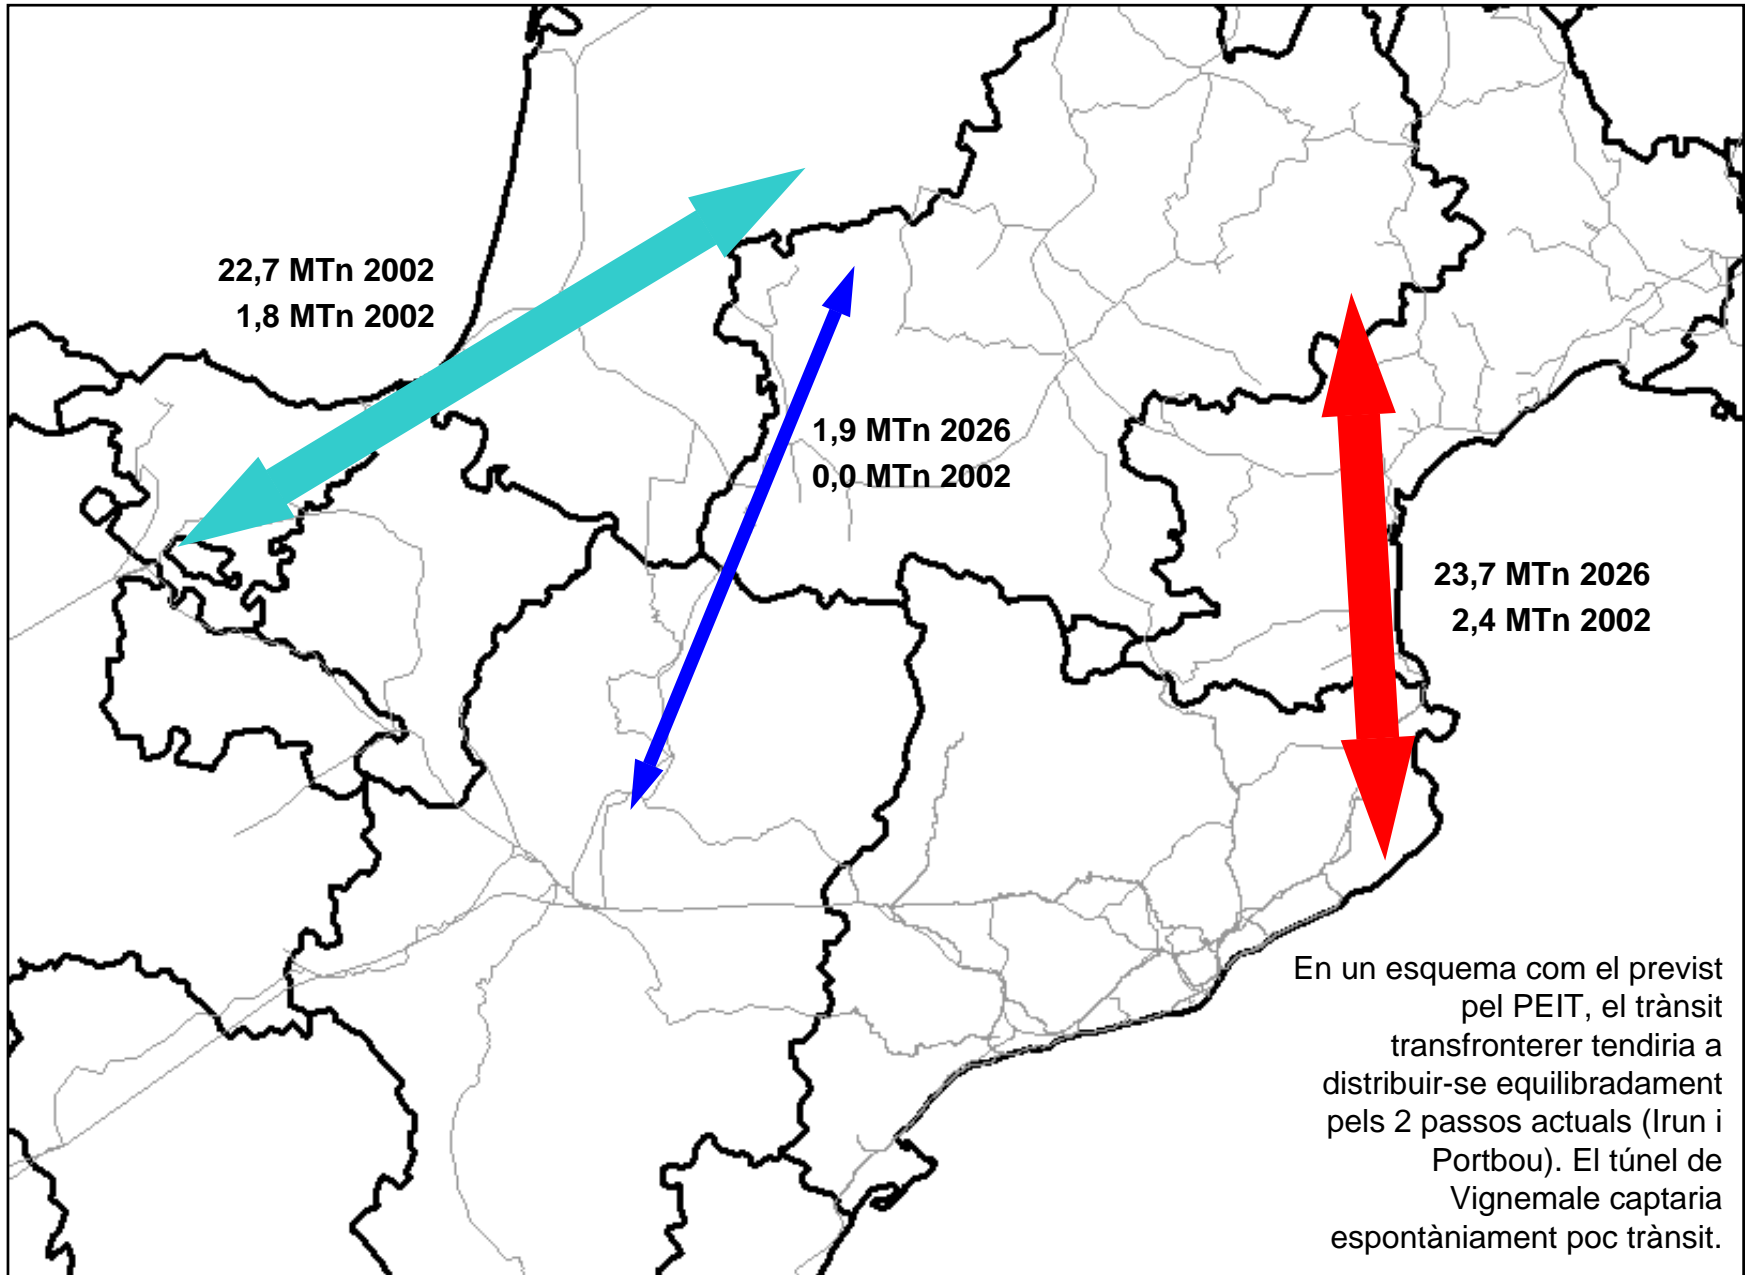 22,7 MTn 2002
1,8 MTn 2002
1,9 MTn 2026
0,0 MTn 2002
23,7 MTn 2026
2,4 MTn 2002
En un esquema com el previst
pel PEIT, el trànsit
transfronterer tendiria a
distribuir-se equilibradament
pels 2 passos actuals (Irun i
Portbou). El túnel de
Vignemale captaria
espontàniament poc trànsit.